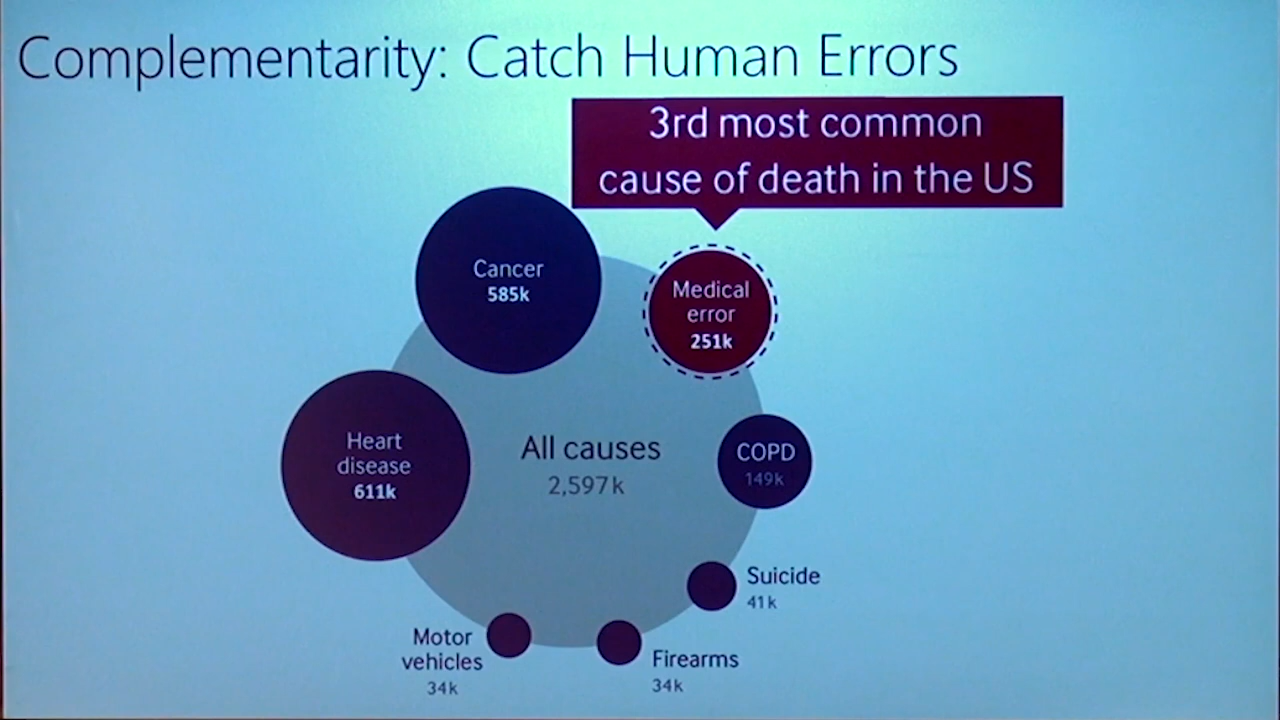 Complementarity: Catch Human Errors
3rd most common
cause of death in the US
Cancer
585k
Medical
error
251k
Heart
disease
611k
All causes
2,597k
COPD
149k
Suicide
41k
Motor
vehicles
34k
Firearms
34k